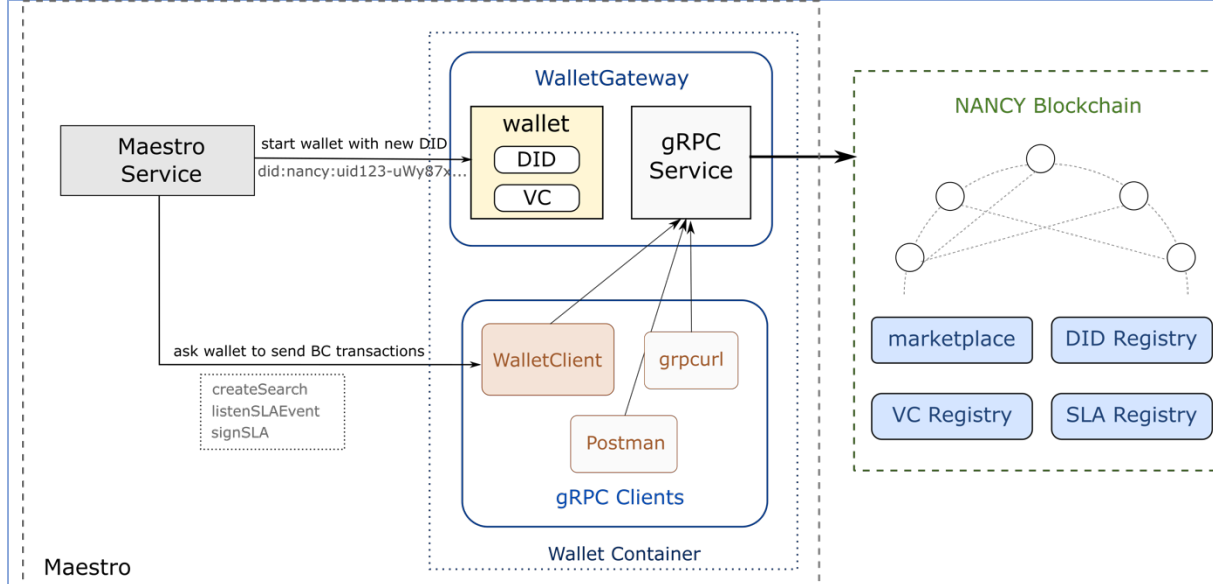 WalletGateway
wallet
DID
VC
gRPC
Service
Maestro
Service
start wallet with new DID
did:nancy:uid123-uWy87x...
NANCY Blockchain
ask wallet to send BC transactions
createSearch
listenSLAEvent
signSLA
WalletClient
grpcurl
Postman
gRPC Clients
Wallet Container
marketplace
DID Registry
VC Registry
SLA Registry
Maestro